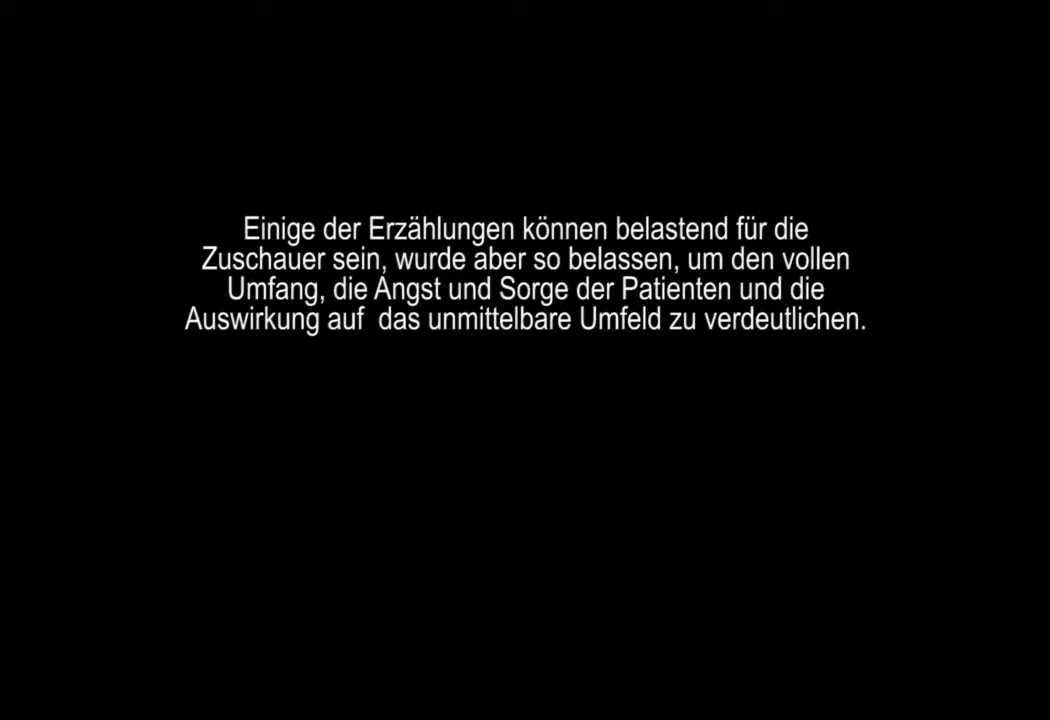 Einige der Erzählungen können belastend für die
Zuschauer sein, wurde aber so belassen, um den vollen
Umfang, die Angst und Sorge der Patienten und die
Auswirkung auf  das unmittelbare Umfeld zu verdeutlichen.